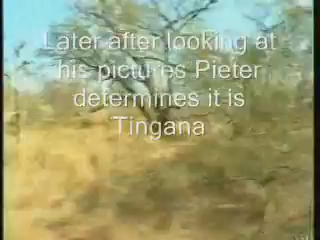 Later after looking at
his pictures Pieter
determines it is
Tingana